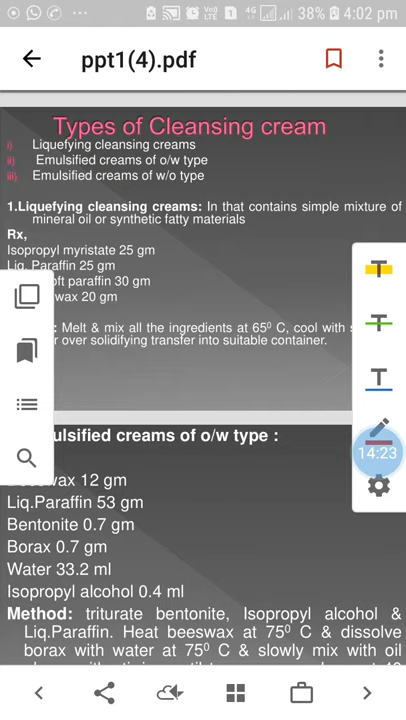 VoLTE 1 4G 38% 4:02 pm
ppt1(4).pdf
Types of Cleansing cream
i) Liquefying cleansing creams
ii) Emulsified creams of o/w type
iii) Emulsified creams of w/o type
1.Liquefying cleansing creams: In that contains simple mixture of
mineral oil or synthetic fatty materials
Rx,
Isopropyl myristate 25 gm
Liq. Paraffin 25 gm
paraffin 30 gm
wax 20 gm
Melt & mix all the ingredients at 65⁰ C, cool with
over solidifying transfer into suitable container.
14:23
creams of o/w type :
12 gm
Liq.Paraffin 53 gm
Bentonite 0.7 gm
Borax 0.7 gm
Water 33.2 ml
Isopropyl alcohol 0.4 ml
Method: triturate bentonite, Isopropyl alcohol &
Liq.Paraffin. Heat beeswax at 75⁰ C & dissolve
borax with water at 75⁰ C & slowly mix with oil